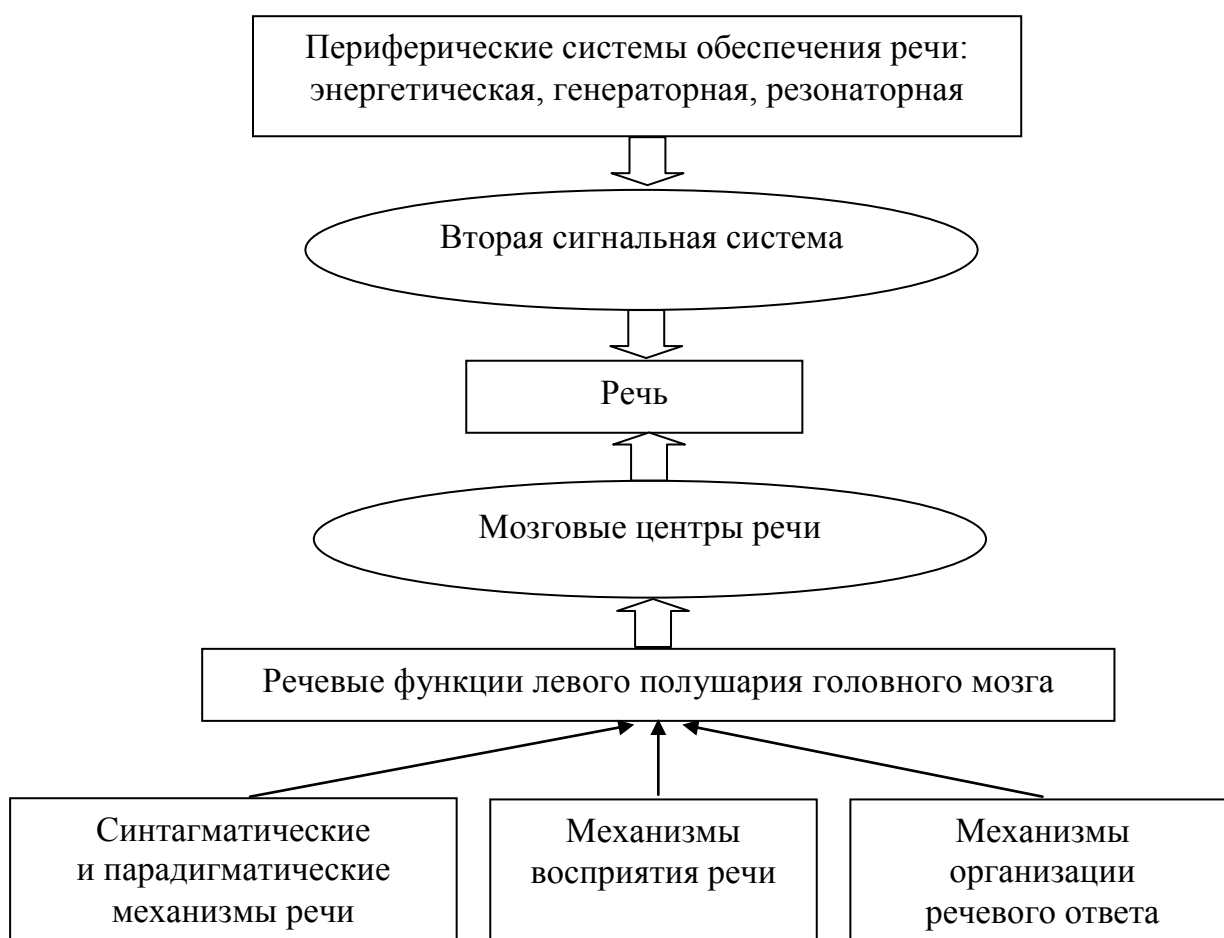 Периферические системы обеспечения речи:
энергетическая, генераторная, резонаторная
Вторая сигнальная система
Речь
Мозговые центры речи
Речевые функции левого полушария головного мозга
Синтагматические
и парадигматические
механизмы речи
Механизмы
восприятия речи
Механизмы
организации
речевого ответа